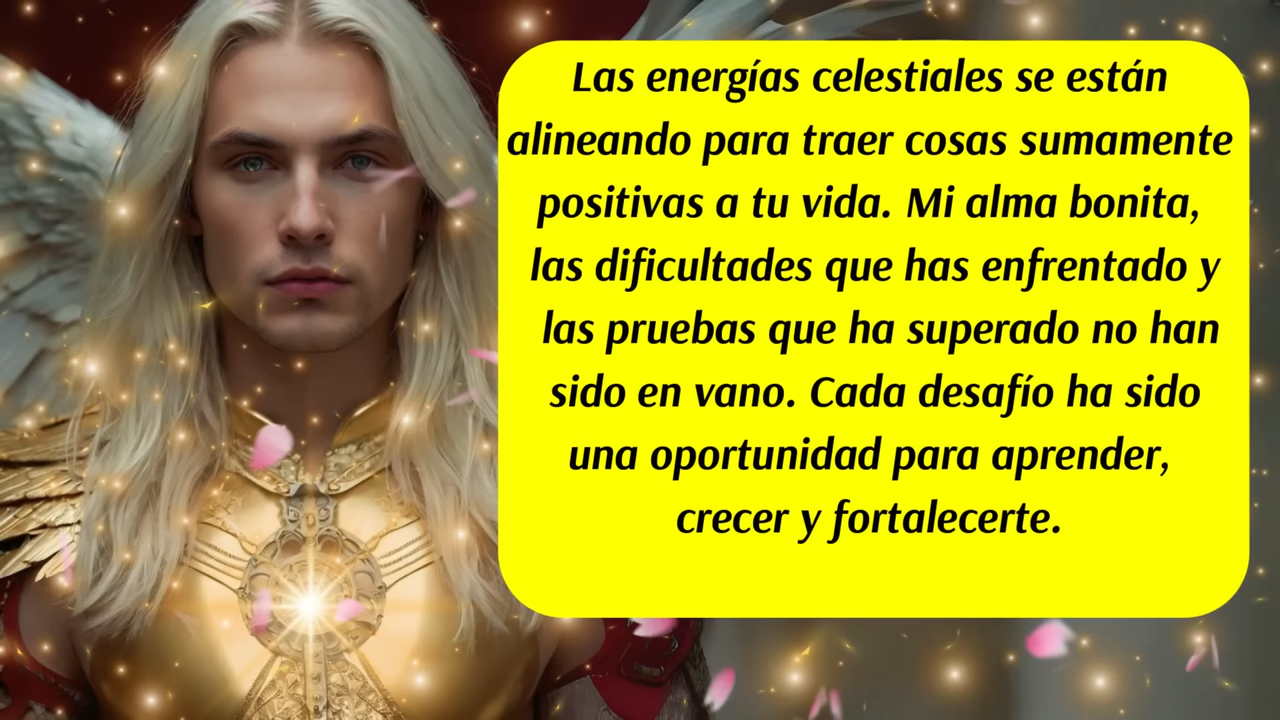 Las energías celestiales se están
alineando para traer cosas sumamente
positivas a tu vida. Mi alma bonita,
las dificultades que has enfrentado y
las pruebas que ha superado no han
sido en vano. Cada desafío ha sido
una oportunidad para aprender,
crecer y fortalecerte.